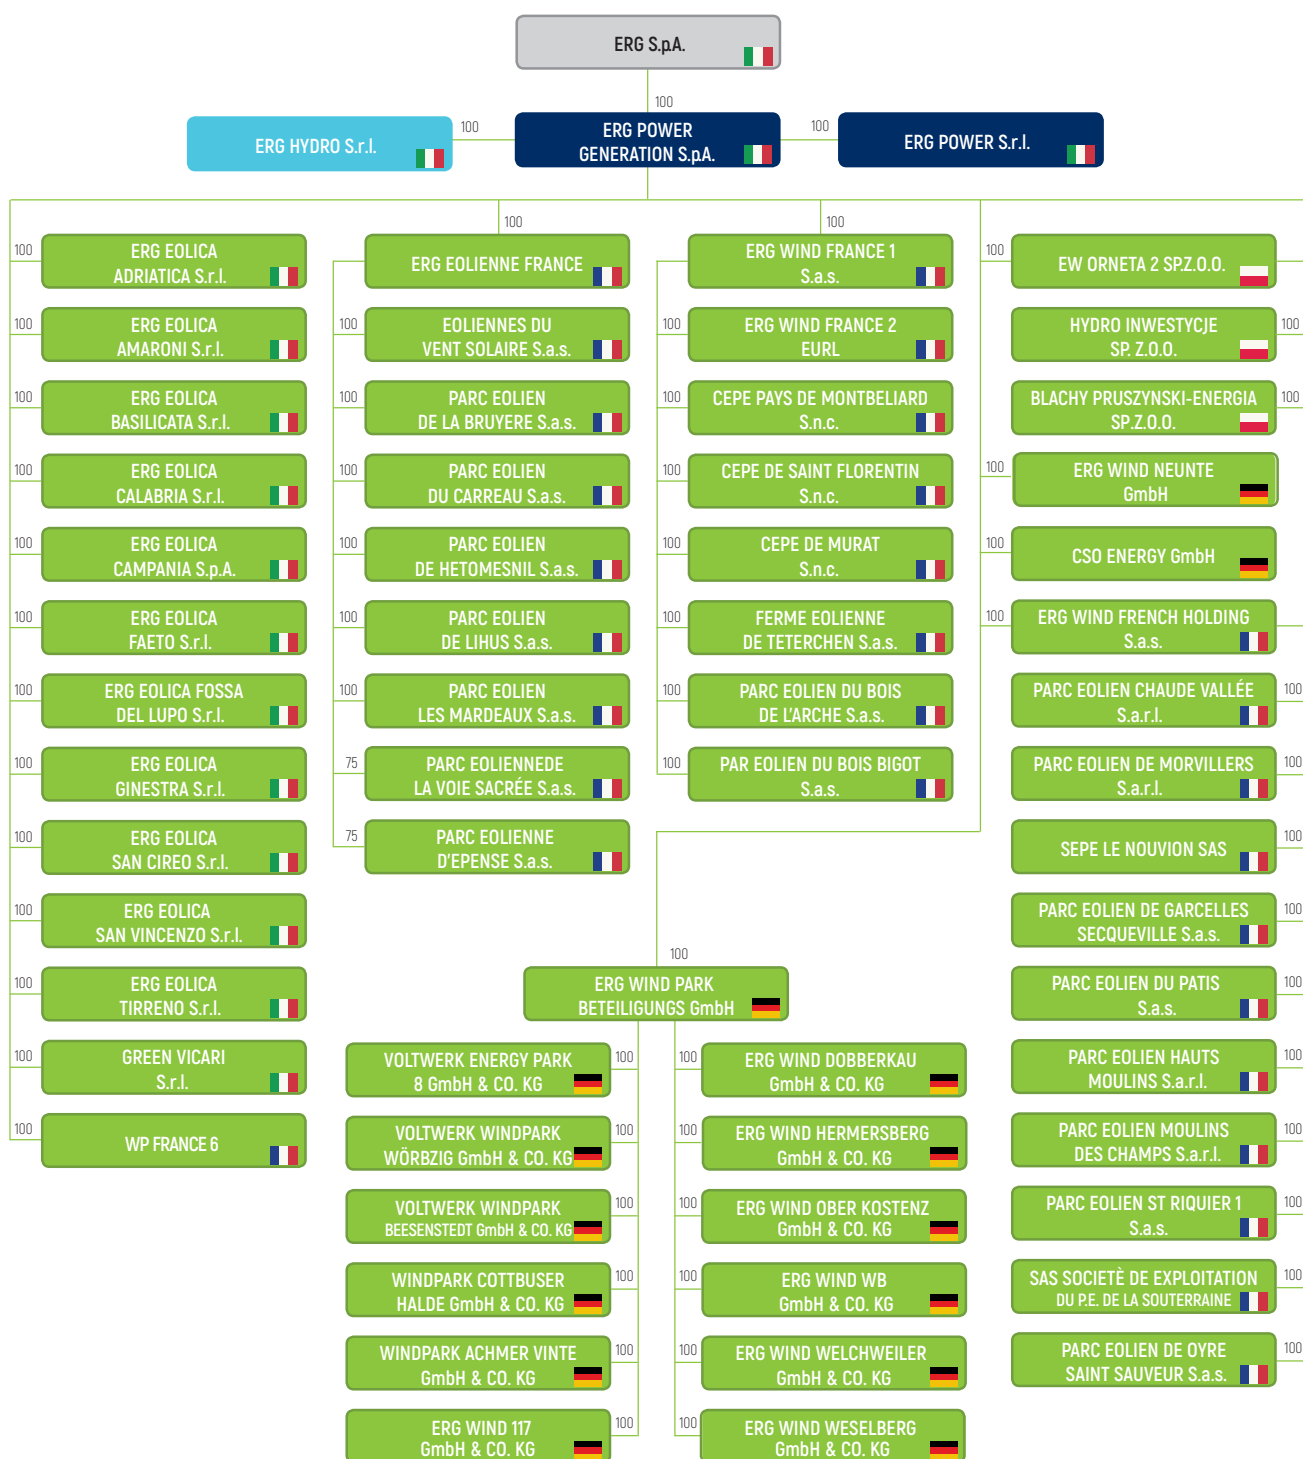 ERG S.p.A.
100
ERG HYDRO S.r.l.
100
ERG POWER
GENERATION S.p.A.
100
ERG POWER S.r.l.
100
ERG EOLICA
ADRIATICA S.r.l.
100
ERG EOLICA
AMARONI S.r.l.
100
ERG EOLICA
BASILICATA S.r.l.
100
ERG EOLICA
CALABRIA S.r.l.
100
ERG EOLICA
CAMPANIA S.p.A.
100
ERG EOLICA
FAETO S.r.l.
100
ERG EOLICA FOSSA
DEL LUPO S.r.l.
100
ERG EOLICA
GINESTRA S.r.l.
100
ERG EOLICA
SAN CIREO S.r.l.
100
ERG EOLICA
SAN VINCENZO S.r.l.
100
ERG EOLICA
TIRRENO S.r.l.
100
GREEN VICARI
S.r.l.
100
WP FRANCE 6
100
ERG EOLIENNE FRANCE
100
EOLIENNES DU
VENT SOLAIRE S.a.s.
100
PARC EOLIEN
DE LA BRUYERE S.a.s.
100
PARC EOLIEN
DU CARREAU S.a.s.
100
PARC EOLIEN
DE HETOMESNIL S.a.s.
100
PARC EOLIEN
DE LIHUS S.a.s.
100
PARC EOLIEN
LES MARDEAUX S.a.s.
75
PARC EOLIENNEDE
LA VOIE SACRÉE S.a.s.
75
PARC EOLIENNE
D'EPENSE S.a.s.
100
ERG WIND FRANCE 1
S.a.s.
100
ERG WIND FRANCE 2
EURL
100
CEPE PAYS DE MONTBELIARD
S.n.c.
100
CEPE DE SAINT FLORENTIN
S.n.c.
100
CEPE DE MURAT
S.n.c.
100
FERME EOLIENNE
DE TETERCHEN S.a.s.
100
PARC EOLIEN DU BOIS
DE L'ARCHE S.a.s.
100
PAR EOLIEN DU BOIS BIGOT
S.a.s.
100
ERG WIND PARK
BETEILIGUNGS GmbH
VOLTWERK ENERGY PARK
8 GmbH & CO. KG
100
VOLTWERK WINDPARK
WÖRBZIG GmbH & CO. KG
100
VOLTWERK WINDPARK
BEESENSTEDT GmbH & CO. KG
100
WINDPARK COTTBUSER
HALDE GmbH & CO. KG
100
WINDPARK ACHMER VINTE
GmbH & CO. KG
100
ERG WIND 117
GmbH & CO. KG
100
100
ERG WIND DOBBERKAU
GmbH & CO. KG
100
ERG WIND HERMERSBERG
GmbH & CO. KG
100
ERG WIND OBER KOSTENZ
GmbH & CO. KG
100
ERG WIND WB
GmbH & CO. KG
100
ERG WIND WELCHWEILER
GmbH & CO. KG
100
ERG WIND WESELBERG
GmbH & CO. KG
100
EW ORNETA 2 SP.Z.O.O.
HYDRO INWESTYCJE
SP. Z.O.O.
100
BLACHY PRUSZYNSKI-ENERGIA
SP.Z.O.O.
100
100
ERG WIND NEUNTE
GmbH
100
CSO ENERGY GmbH
100
ERG WIND FRENCH HOLDING
S.a.s.
PARC EOLIEN CHAUDE VALLÉE
S.a.r.l.
100
PARC EOLIEN DE MORVILLERS
S.a.r.l.
100
SEPE LE NOUVION SAS
100
PARC EOLIEN DE GARCELLES
SECQUEVILLE S.a.s.
100
PARC EOLIEN DU PATIS
S.a.s.
100
PARC EOLIEN HAUTS
MOULINS S.a.r.l.
100
PARC EOLIEN MOULINS
DES CHAMPS S.a.r.l.
100
PARC EOLIEN ST RIQUIER 1
S.a.s.
100
SAS SOCIETÈ DE EXPLOITATION
DU P.E. DE LA SOUTERRAINE
100
PARC EOLIEN DE OYRE
SAINT SAUVEUR S.a.s.
100